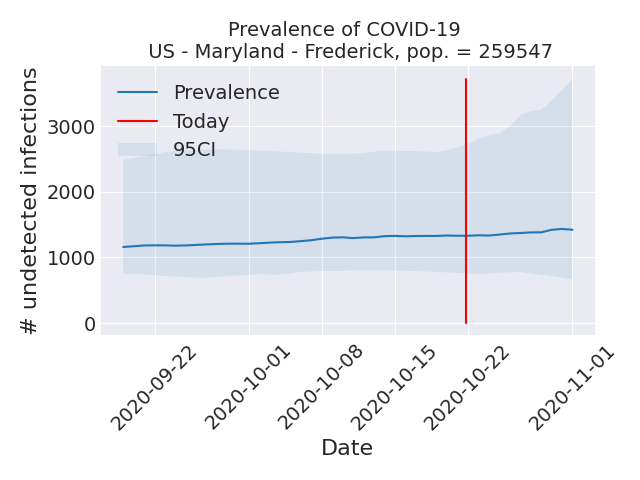 Prevalence of COVID-19
US - Maryland - Frederick, pop. = 259547
Prevalence
Today
95CI
# undetected infections
3000
2000
1000
0
2020-09-22
2020-10-01
2020-10-08
2020-10-15
2020-10-22
2020-11-01
Date